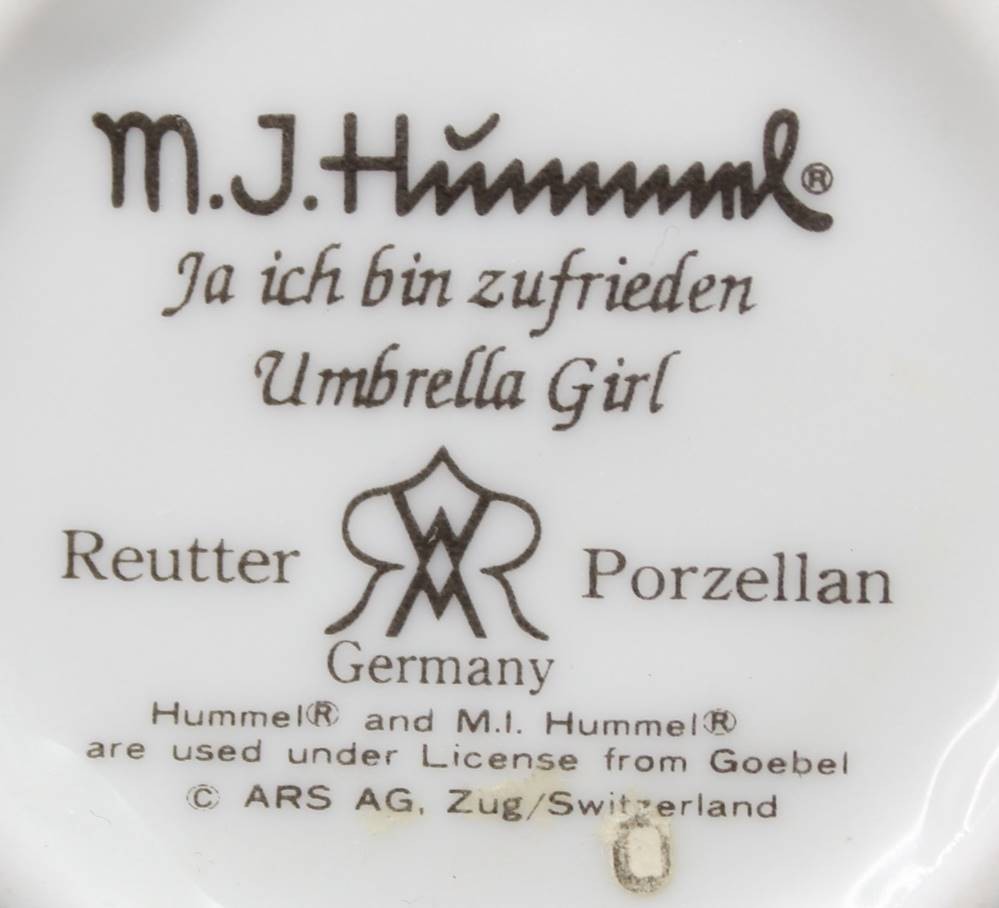 M.J. Hummel®
Ja ich bin zufrieden
Umbrella Girl
Reutter Porzellan
Germany
Hummel® and M.I. Hummel®
are used under License from Goebel
© ARS AG, Zug/Switzerland